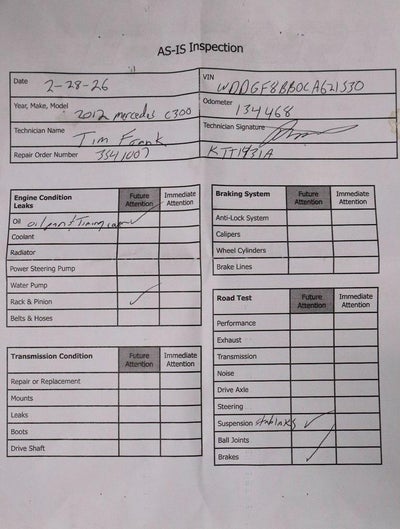 AS-IS Inspection
Date 2-28-26
VIN WDDGF8BB0CA621530
Year, Make, Model 2012 mercedes C300
Odometer 134468
Technician Name Tim Frank
Technician Signature
Repair Order Number 3541007
KTT1931A
Engine Condition
Leaks
Future Attention
Immediate Attention
Oil oil pan + Timing cover
Coolant
Radiator
Power Steering Pump
Water Pump
Rack & Pinion
Belts & Hoses
Transmission Condition
Future Attention
Immediate Attention
Repair or Replacement
Mounts
Leaks
Boots
Drive Shaft
Braking System
Future Attention
Immediate Attention
Anti-Lock System
Calipers
Wheel Cylinders
Brake Lines
Road Test
Future Attention
Immediate Attention
Performance
Exhaust
Transmission
Noise
Drive Axle
Steering
Suspension stab links
Ball Joints
Brakes